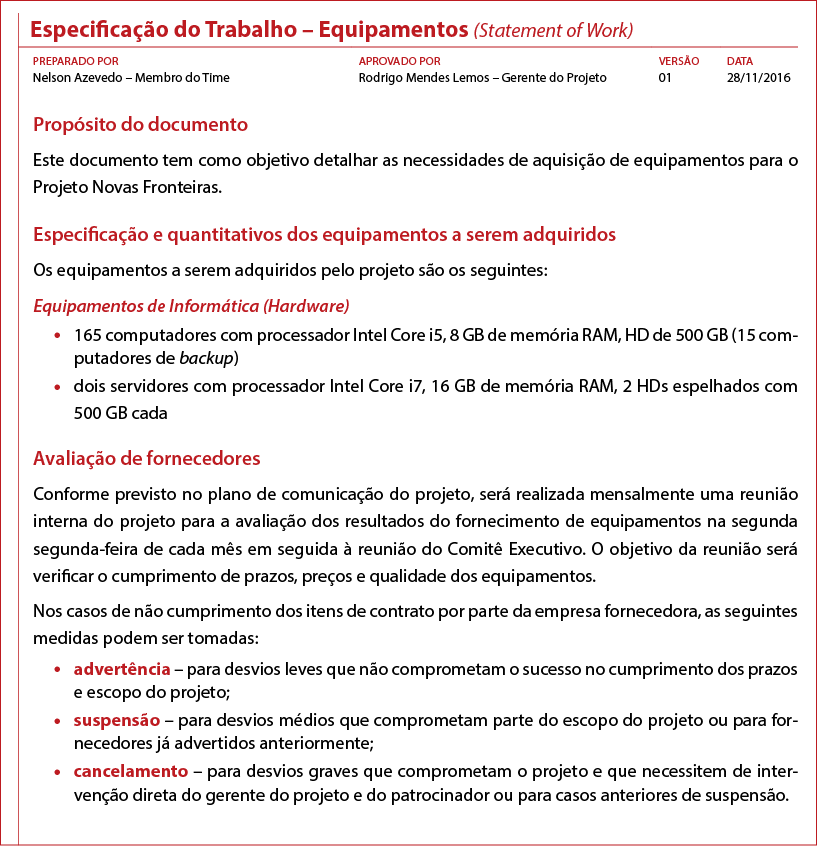 Especificação do Trabalho – Equipamentos (Statement of Work)
PREPARADO POR
Nelson Azevedo – Membro do Time
APROVADO POR
Rodrigo Mendes Lemos – Gerente do Projeto
VERSÃO
01
DATA
28/11/2016
Propósito do documento
Este documento tem como objetivo detalhar as necessidades de aquisição de equipamentos para o
Projeto Novas Fronteiras.
Especificação e quantitativos dos equipamentos a serem adquiridos
Os equipamentos a serem adquiridos pelo projeto são os seguintes:
Equipamentos de Informática (Hardware)
• 165 computadores com processador Intel Core i5, 8 GB de memória RAM, HD de 500 GB (15 com-
putadores de backup)
• dois servidores com processador Intel Core i7, 16 GB de memória RAM, 2 HDs espelhados com
500 GB cada
Avaliação de fornecedores
Conforme previsto no plano de comunicação do projeto, será realizada mensalmente uma reunião
interna do projeto para a avaliação dos resultados do fornecimento de equipamentos na segunda
segunda-feira de cada mês em seguida à reunião do Comitê Executivo. O objetivo da reunião será
verificar o cumprimento de prazos, preços e qualidade dos equipamentos.
Nos casos de não cumprimento dos itens de contrato por parte da empresa fornecedora, as seguintes
medidas podem ser tomadas:
• advertência – para desvios leves que não comprometam o sucesso no cumprimento dos prazos
e escopo do projeto;
• suspensão – para desvios médios que comprometam parte do escopo do projeto ou para for-
necedores já advertidos anteriormente;
• cancelamento – para desvios graves que comprometam o projeto e que necessitem de inter-
venção direta do gerente do projeto e do patrocinador ou para casos anteriores de suspensão.